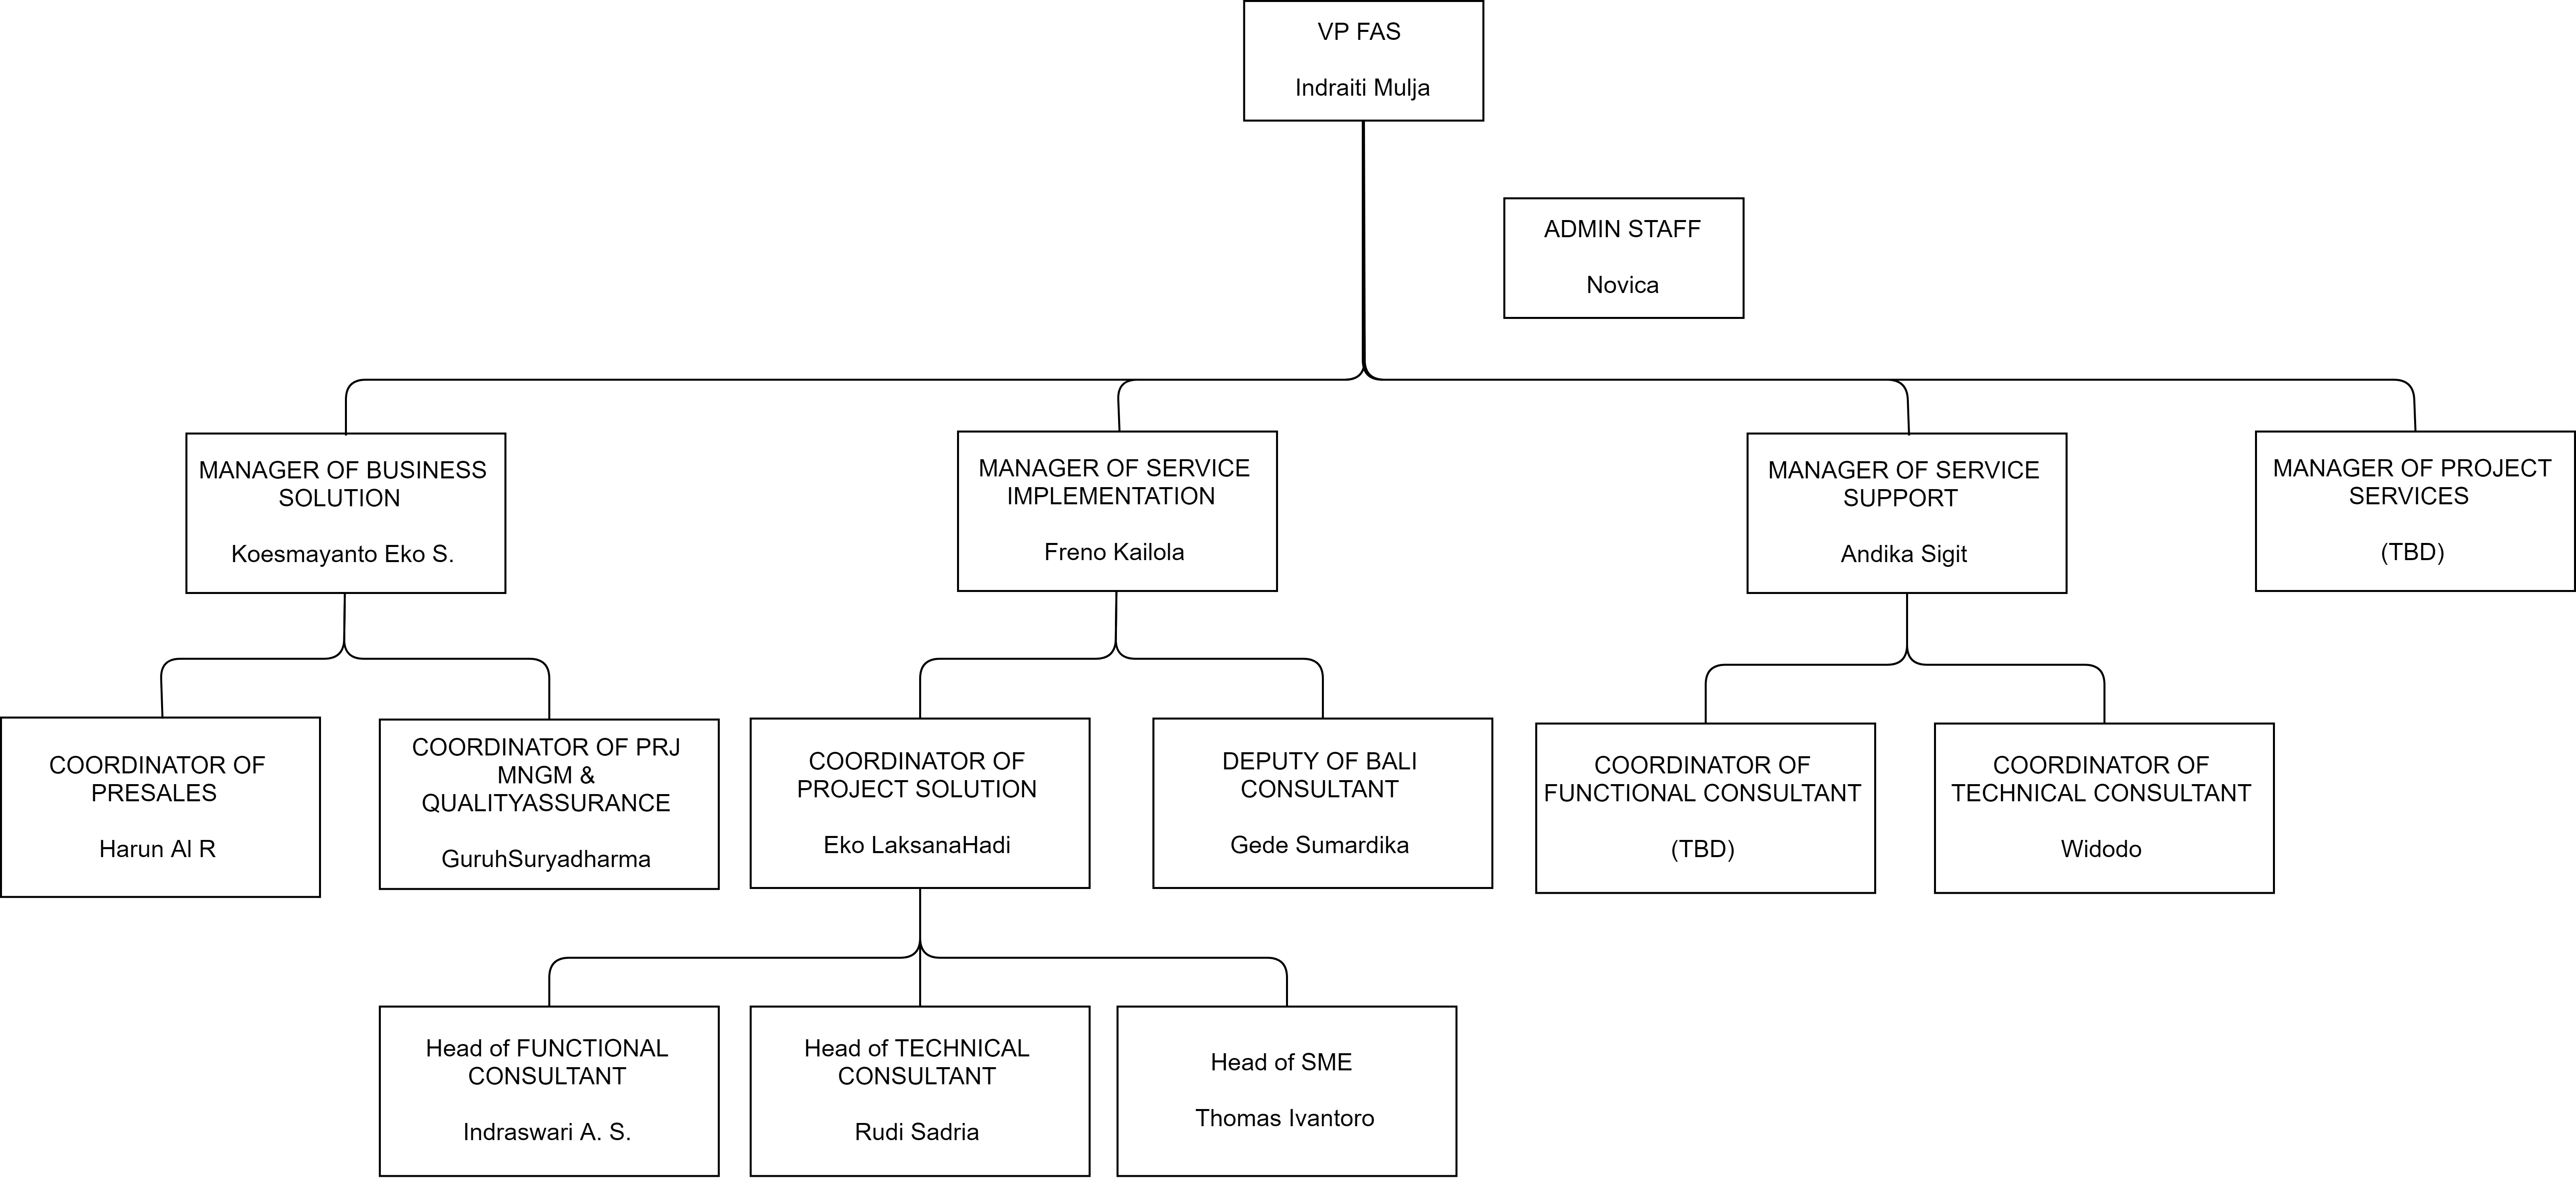 VP FAS
Indraiti Mulja
ADMIN STAFF
Novica
MANAGER OF BUSINESS
SOLUTION
Koesmayanto Eko S.
MANAGER OF SERVICE
IMPLEMENTATION
Freno Kailola
MANAGER OF SERVICE
SUPPORT
Andika Sigit
MANAGER OF PROJECT
SERVICES
(TBD)
COORDINATOR OF
PRESALES
Harun Al R
COORDINATOR OF PRJ
MNGM &
QUALITYASSURANCE
GuruhSuryadharma
COORDINATOR OF
PROJECT SOLUTION
Eko LaksanaHadi
DEPUTY OF BALI
CONSULTANT
Gede Sumardika
COORDINATOR OF
FUNCTIONAL CONSULTANT
(TBD)
COORDINATOR OF
TECHNICAL CONSULTANT
Widodo
Head of FUNCTIONAL
CONSULTANT
Indraswari A. S.
Head of TECHNICAL
CONSULTANT
Rudi Sadria
Head of SME
Thomas Ivantoro